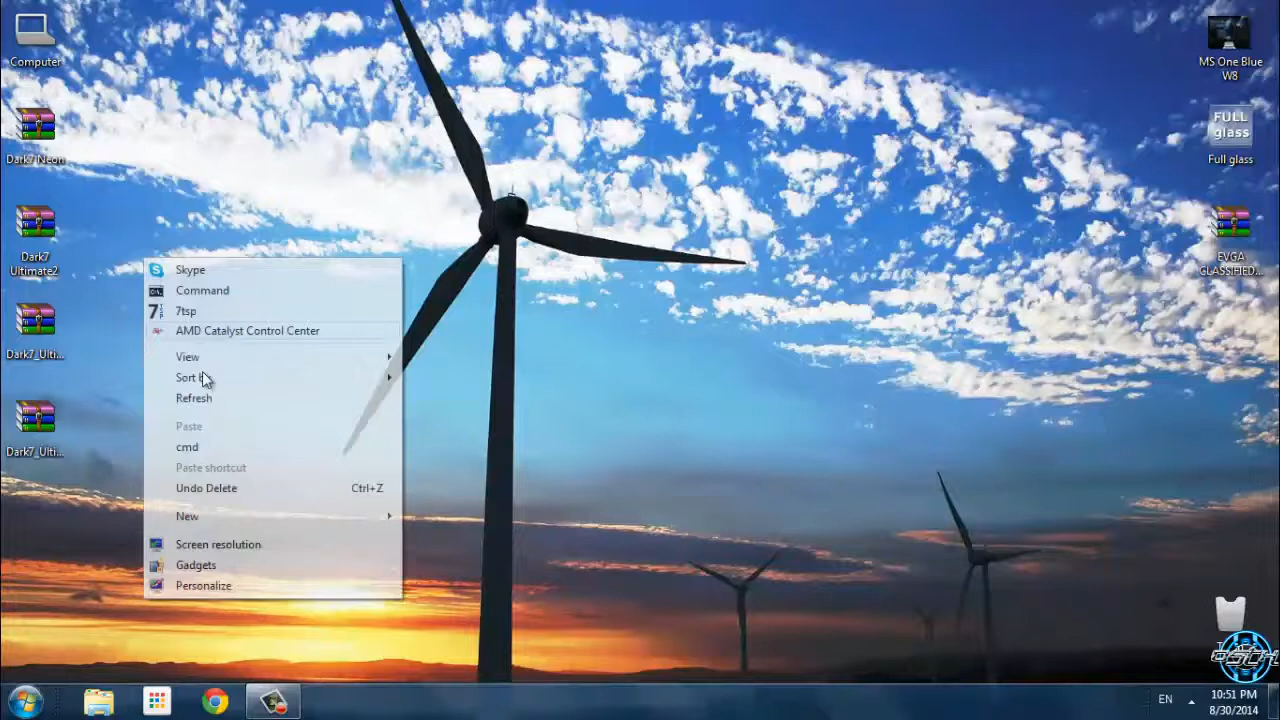 Computer
Dark7 Neon
Dark7
Ultimate2
Dark7_Ulti...
Dark7_Ulti...
Skype
Command
7tsp
AMD Catalyst Control Center
View
Sort
Refresh
Paste
cmd
Paste shortcut
Undo Delete Ctrl+Z
New
Screen resolution
Gadgets
Personalize
MS One Blue
W8
FULL
glass
Full glass
EVGA
CLASSIFIED...
EN
10:51 PM
8/30/2014